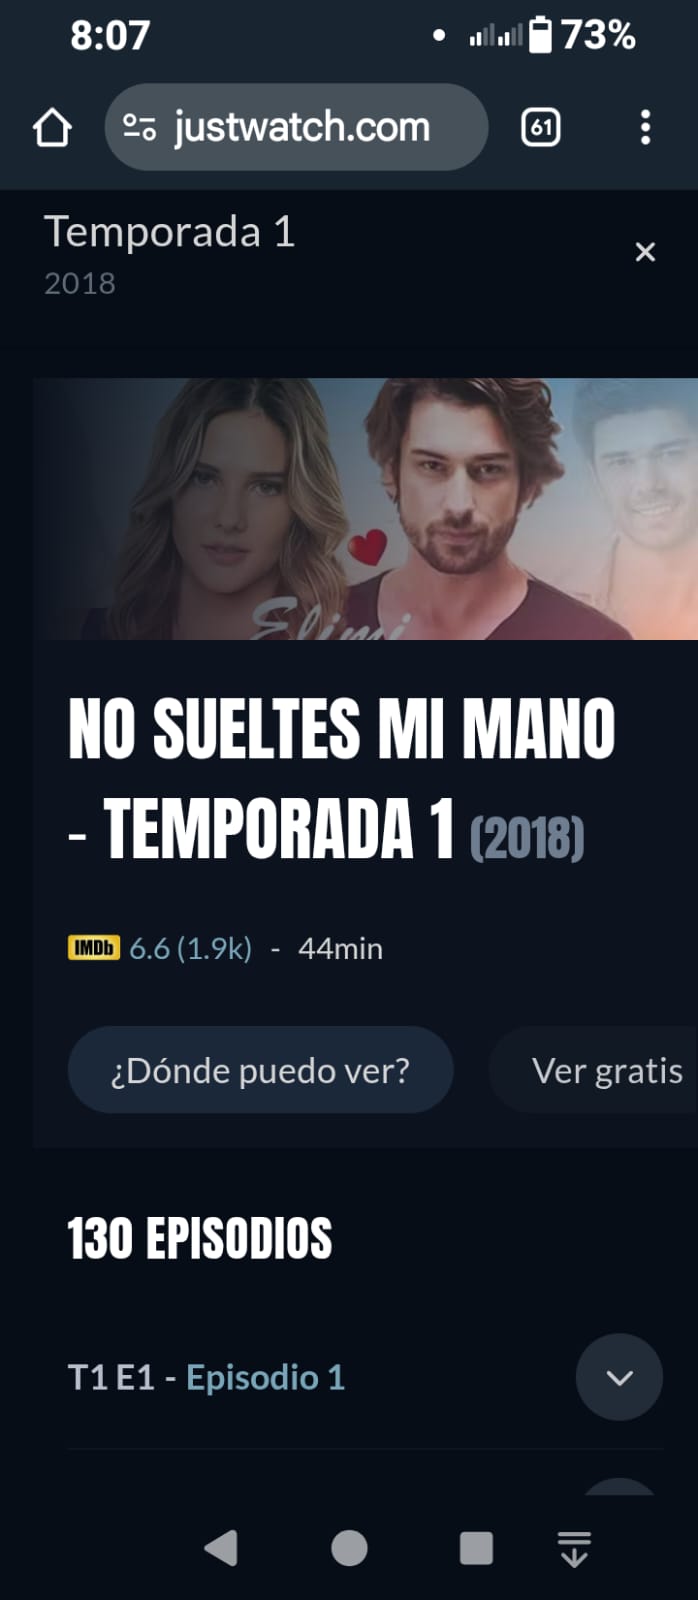 8:07
73%
justwatch.com
61
Temporada 1
2018
Elimi
NO SUELTES MI MANO
- TEMPORADA 1 (2018)
IMDb 6.6 (1.9k) - 44min
¿Dónde puedo ver?
Ver gratis
130 EPISODIOS
T1 E1 - Episodio 1